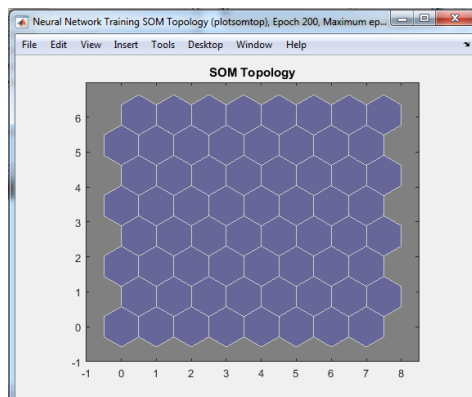 Neural Network Training SOM Topology (plotsomtop), Epoch 200, Maximum ep...
File Edit View Insert Tools Desktop Window Help
SOM Topology
6
5
4
3
2
1
0
-1
-1 0 1 2 3 4 5 6 7 8